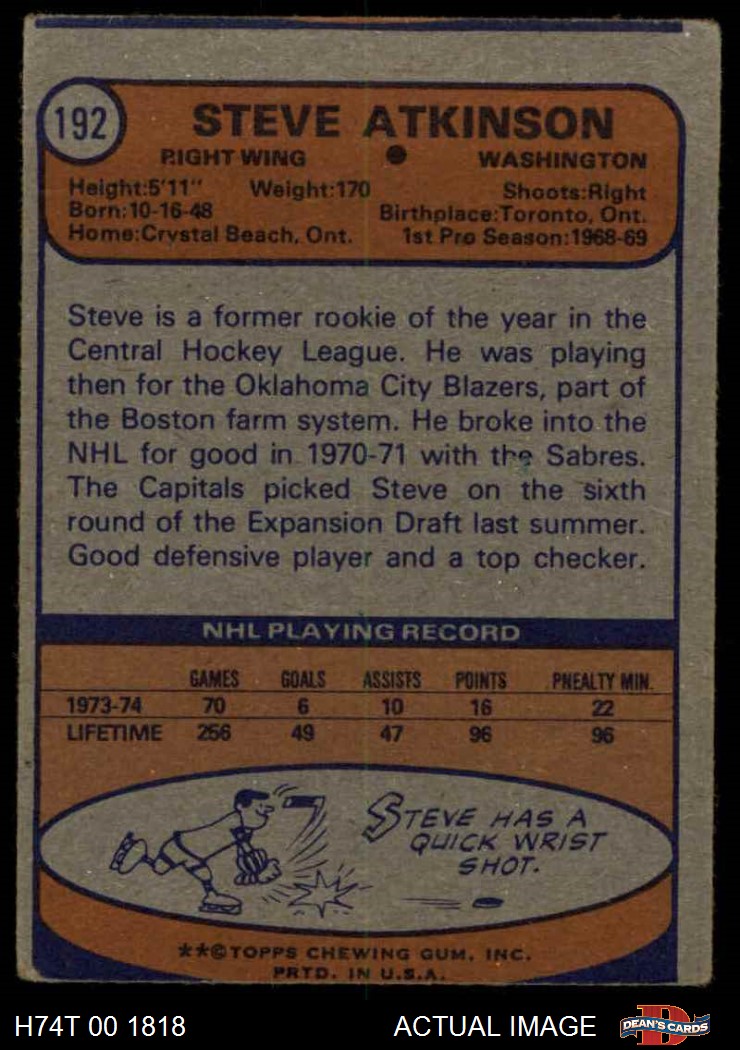 192
STEVE ATKINSON
RIGHT WING ● WASHINGTON
Height:5'11" Weight:170 Shoots:Right
Born:10-16-48 Birthplace:Toronto, Ont.
Home:Crystal Beach, Ont. 1st Pro Season:1968-69
Steve is a former rookie of the year in the
Central Hockey League. He was playing
then for the Oklahoma City Blazers, part of
the Boston farm system. He broke into the
NHL for good in 1970-71 with the Sabres.
The Capitals picked Steve on the sixth
round of the Expansion Draft last summer.
Good defensive player and a top checker.
NHL PLAYING RECORD
GAMES GOALS ASSISTS POINTS PNEALTY MIN.
1973-74 70 6 10 16 22
LIFETIME 256 49 47 96 96
STEVE HAS A
QUICK WRIST
SHOT.
**©TOPPS CHEWING GUM, INC.
PRTD. IN U.S.A.
H74T 00 1818 ACTUAL IMAGE D DEAN'S CARDS